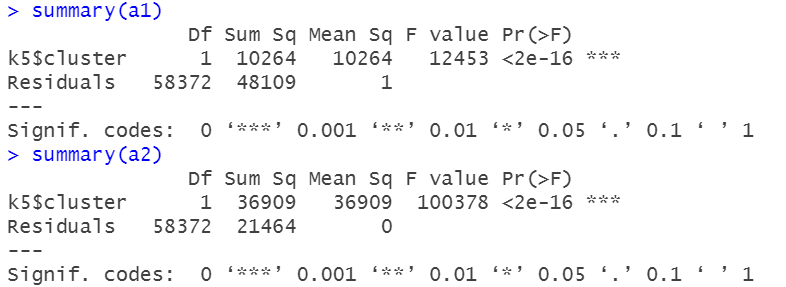 > summary(a1)
               Df Sum Sq Mean Sq F value Pr(>F)
k5$cluster      1  10264   10264   12453 <2e-16 ***
Residuals   58372  48109       1
---
Signif. codes:  0 ‘***’ 0.001 ‘**’ 0.01 ‘*’ 0.05 ‘.’ 0.1 ‘ ’ 1
> summary(a2)
               Df Sum Sq Mean Sq F value Pr(>F)
k5$cluster      1  36909   36909  100378 <2e-16 ***
Residuals   58372  21464       0
---
Signif. codes:  0 ‘***’ 0.001 ‘**’ 0.01 ‘*’ 0.05 ‘.’ 0.1 ‘ ’ 1